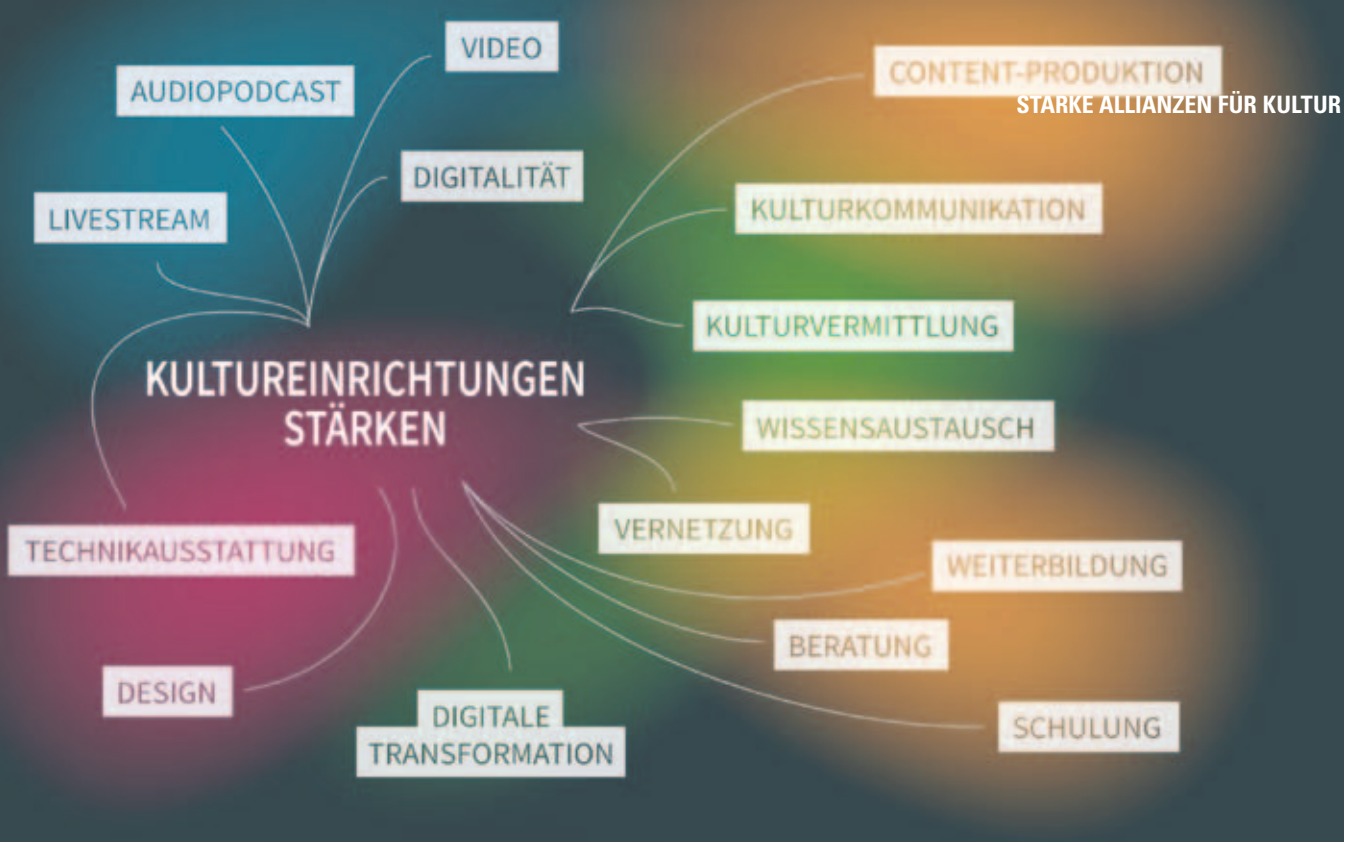 VIDEO
CONTENT-PRODUKTION
AUDIOPODCAST
STARKE ALLIANZEN FÜR KULTUR
DIGITALITÄT
LIVESTREAM
KULTURKOMMUNIKATION
KULTURVERMITTLUNG
KULTUREINRICHTUNGEN
STÄRKEN
WISSENSAUSTAUSCH
VERNETZUNG
TECHNIKAUSSTATTUNG
WEITERBILDUNG
BERATUNG
DESIGN
DIGITALE
TRANSFORMATION
SCHULUNG